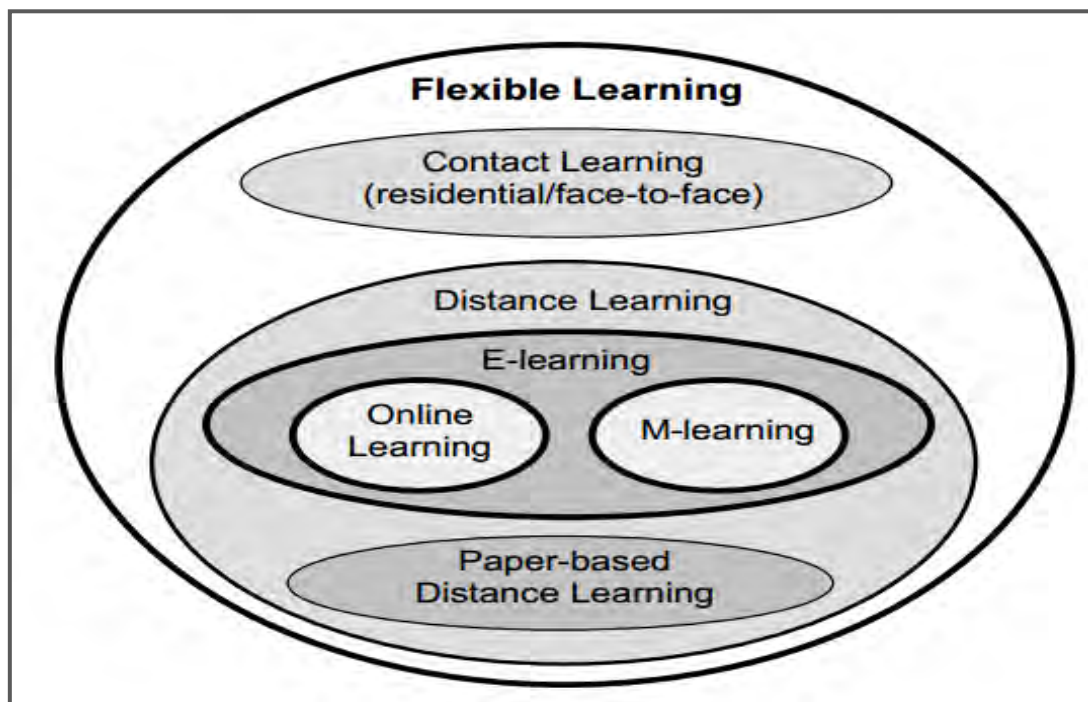 Flexible Learning
Contact Learning
(residential/face-to-face)
Distance Learning
E-learning
Online
Learning
M-learning
Paper-based
Distance Learning